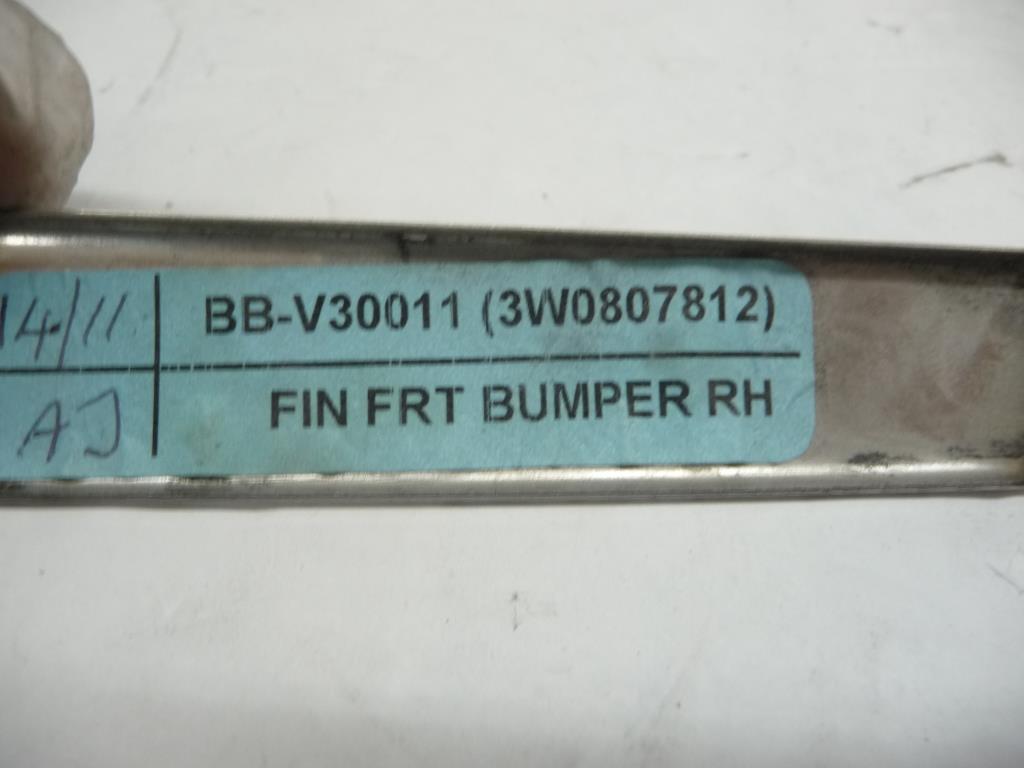 14/11 BB-V30011 (3W0807812)
AJ FIN FRT BUMPER RH